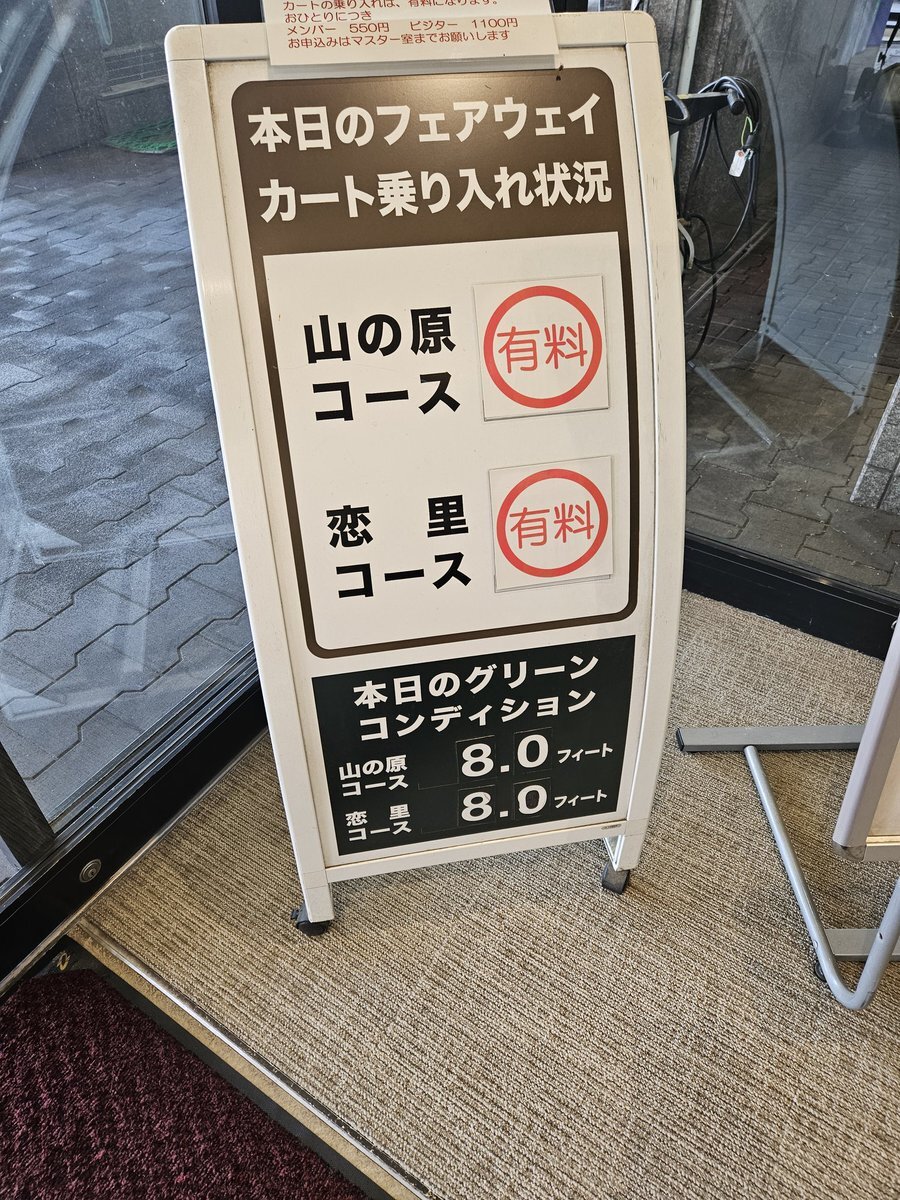 カートの乗り入れは、有料になります。
おひとりにつき
メンバー 550円 ビジター 1100円
お申込みはマスター室までお願いします
本日のフェアウェイ
カート乗り入れ状況
山の原
コース
有料
恋里
コース
有料
本日のグリーン
コンディション
山の原
コース
8.0フィート
恋里
コース
8.0フィート